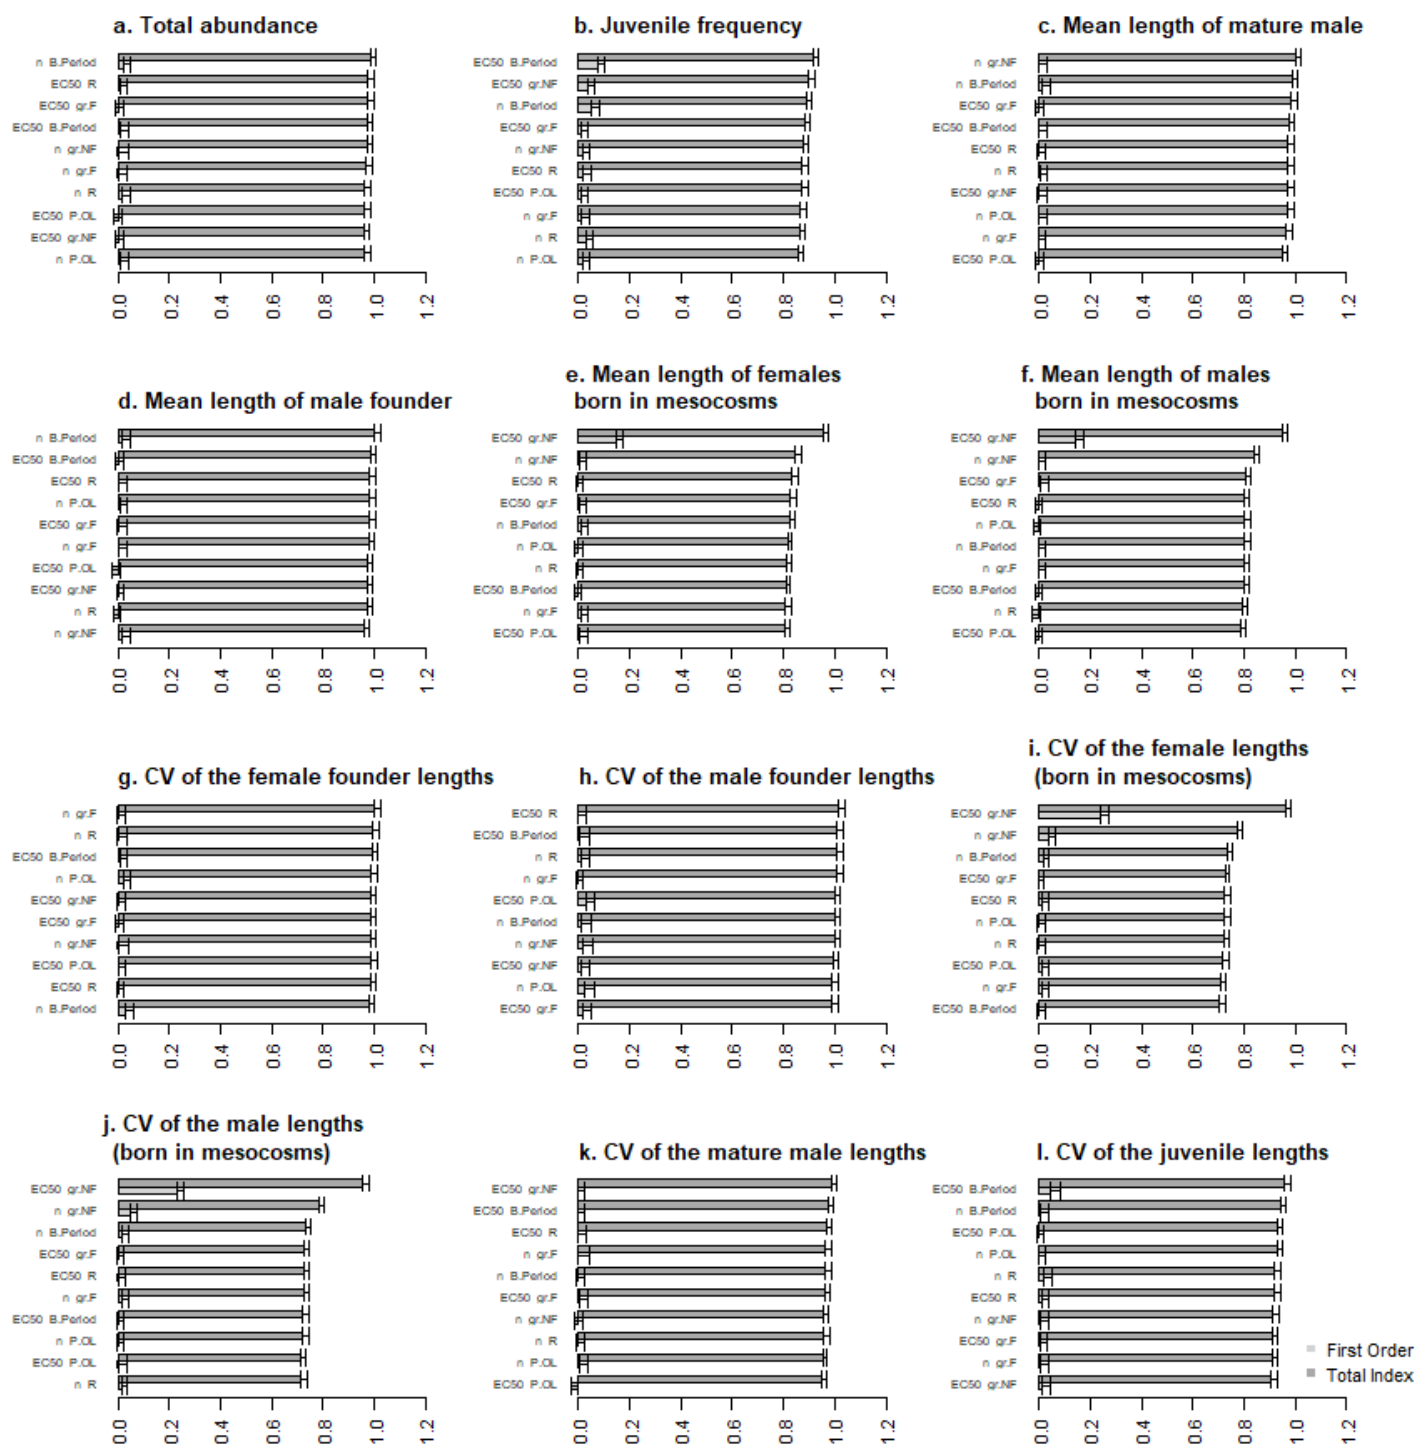 a. Total abundance
n B.Period
EC50 R
EC50 gr.F
EC50 B.Period
n gr.NF
n gr.F
n R
EC50 P.OL
EC50 gr.NF
n P.OL
0.0 0.2 0.4 0.6 0.8 1.0 1.2
b. Juvenile frequency
EC50 B.Period
EC50 gr.NF
n B.Period
EC50 gr.F
n gr.NF
EC50 R
EC50 P.OL
n gr.F
n R
n P.OL
0.0 0.2 0.4 0.6 0.8 1.0 1.2
c. Mean length of mature male
n gr.NF
n B.Period
EC50 gr.F
EC50 B.Period
EC50 R
n R
EC50 gr.NF
n P.OL
n gr.F
EC50 P.OL
0.0 0.2 0.4 0.6 0.8 1.0 1.2
d. Mean length of male founder
n B.Period
EC50 B.Period
EC50 R
n P.OL
EC50 gr.F
n gr.F
EC50 P.OL
EC50 gr.NF
n R
n gr.NF
0.0 0.2 0.4 0.6 0.8 1.0 1.2
e. Mean length of females
born in mesocosms
EC50 gr.NF
n gr.NF
EC50 R
EC50 gr.F
n B.Period
n P.OL
n R
EC50 B.Period
n gr.F
EC50 P.OL
0.0 0.2 0.4 0.6 0.8 1.0 1.2
f. Mean length of males
born in mesocosms
EC50 gr.NF
n gr.NF
EC50 gr.F
EC50 R
n P.OL
n B.Period
n gr.F
EC50 B.Period
n R
EC50 P.OL
0.0 0.2 0.4 0.6 0.8 1.0 1.2
g. CV of the female founder lengths
n gr.F
n R
EC50 B.Period
n P.OL
EC50 gr.NF
EC50 gr.F
n gr.NF
EC50 P.OL
EC50 R
n B.Period
0.0 0.2 0.4 0.6 0.8 1.0 1.2
h. CV of the male founder lengths
EC50 R
EC50 B.Period
n R
n gr.F
EC50 P.OL
n B.Period
n gr.NF
EC50 gr.NF
n P.OL
EC50 gr.F
0.0 0.2 0.4 0.6 0.8 1.0 1.2
i. CV of the female lengths
(born in mesocosms)
EC50 gr.NF
n gr.NF
n B.Period
EC50 gr.F
EC50 R
n P.OL
n R
EC50 P.OL
n gr.F
EC50 B.Period
0.0 0.2 0.4 0.6 0.8 1.0 1.2
j. CV of the male lengths
(born in mesocosms)
EC50 gr.NF
n gr.NF
n B.Period
EC50 gr.F
EC50 R
n gr.F
EC50 B.Period
n P.OL
EC50 P.OL
n R
0.0 0.2 0.4 0.6 0.8 1.0 1.2
k. CV of the mature male lengths
EC50 gr.NF
EC50 B.Period
EC50 R
n gr.F
n B.Period
EC50 gr.F
n gr.NF
n R
n P.OL
EC50 P.OL
0.0 0.2 0.4 0.6 0.8 1.0 1.2
l. CV of the juvenile lengths
EC50 B.Period
n B.Period
EC50 P.OL
n P.OL
n R
EC50 R
n gr.NF
EC50 gr.F
n gr.F
EC50 gr.NF
0.0 0.2 0.4 0.6 0.8 1.0 1.2
First Order
Total Index